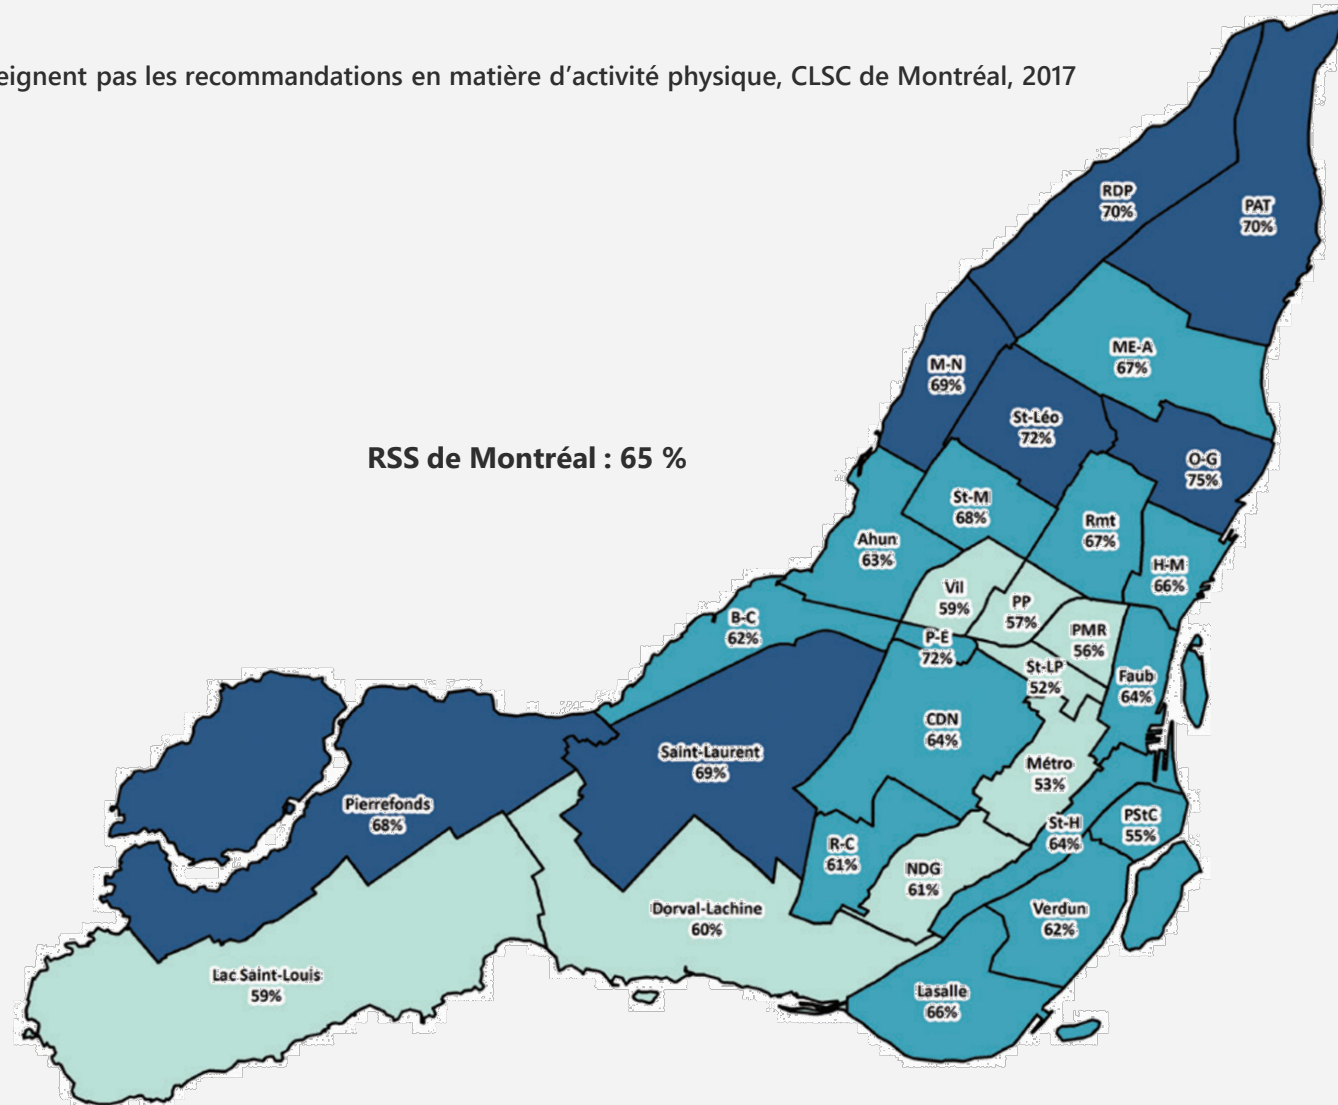 eignent pas les recommandations en matière d'activité physique, CLSC de Montréal, 2017
RDP
70%
PAT
70%
ME-A
67%
M-N
69%
St-Léo
72%
RSS de Montréal : 65 %
O-G
75%
St-M
68%
Rmt
67%
Ahun
63%
H-M
66%
Vil
59%
PP
57%
B-C
62%
PMR
56%
P-E
72%
St-LP
52%
Faub
64%
CDN
64%
Saint-Laurent
69%
Métro
53%
Pierrefonds
68%
PStC
55%
St-H
64%
R-C
61%
NDG
61%
Dorval-Lachine
60%
Verdun
62%
Lac Saint-Louis
59%
Lasalle
66%